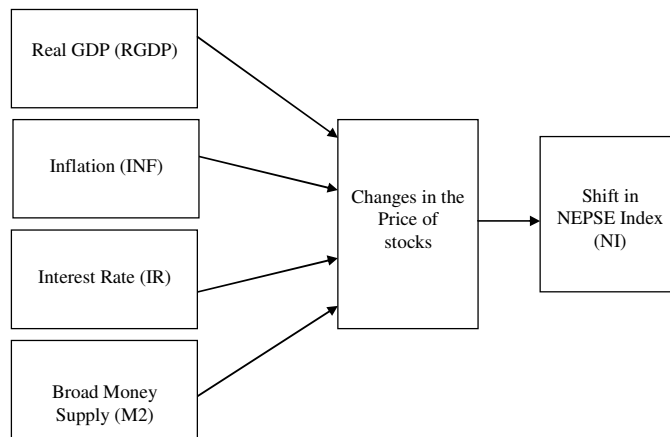 Real GDP (RGDP)
Inflation (INF)
Interest Rate (IR)
Broad Money
Supply (M2)
Changes in the
Price of
stocks
Shift in
NEPSE Index
(NI)